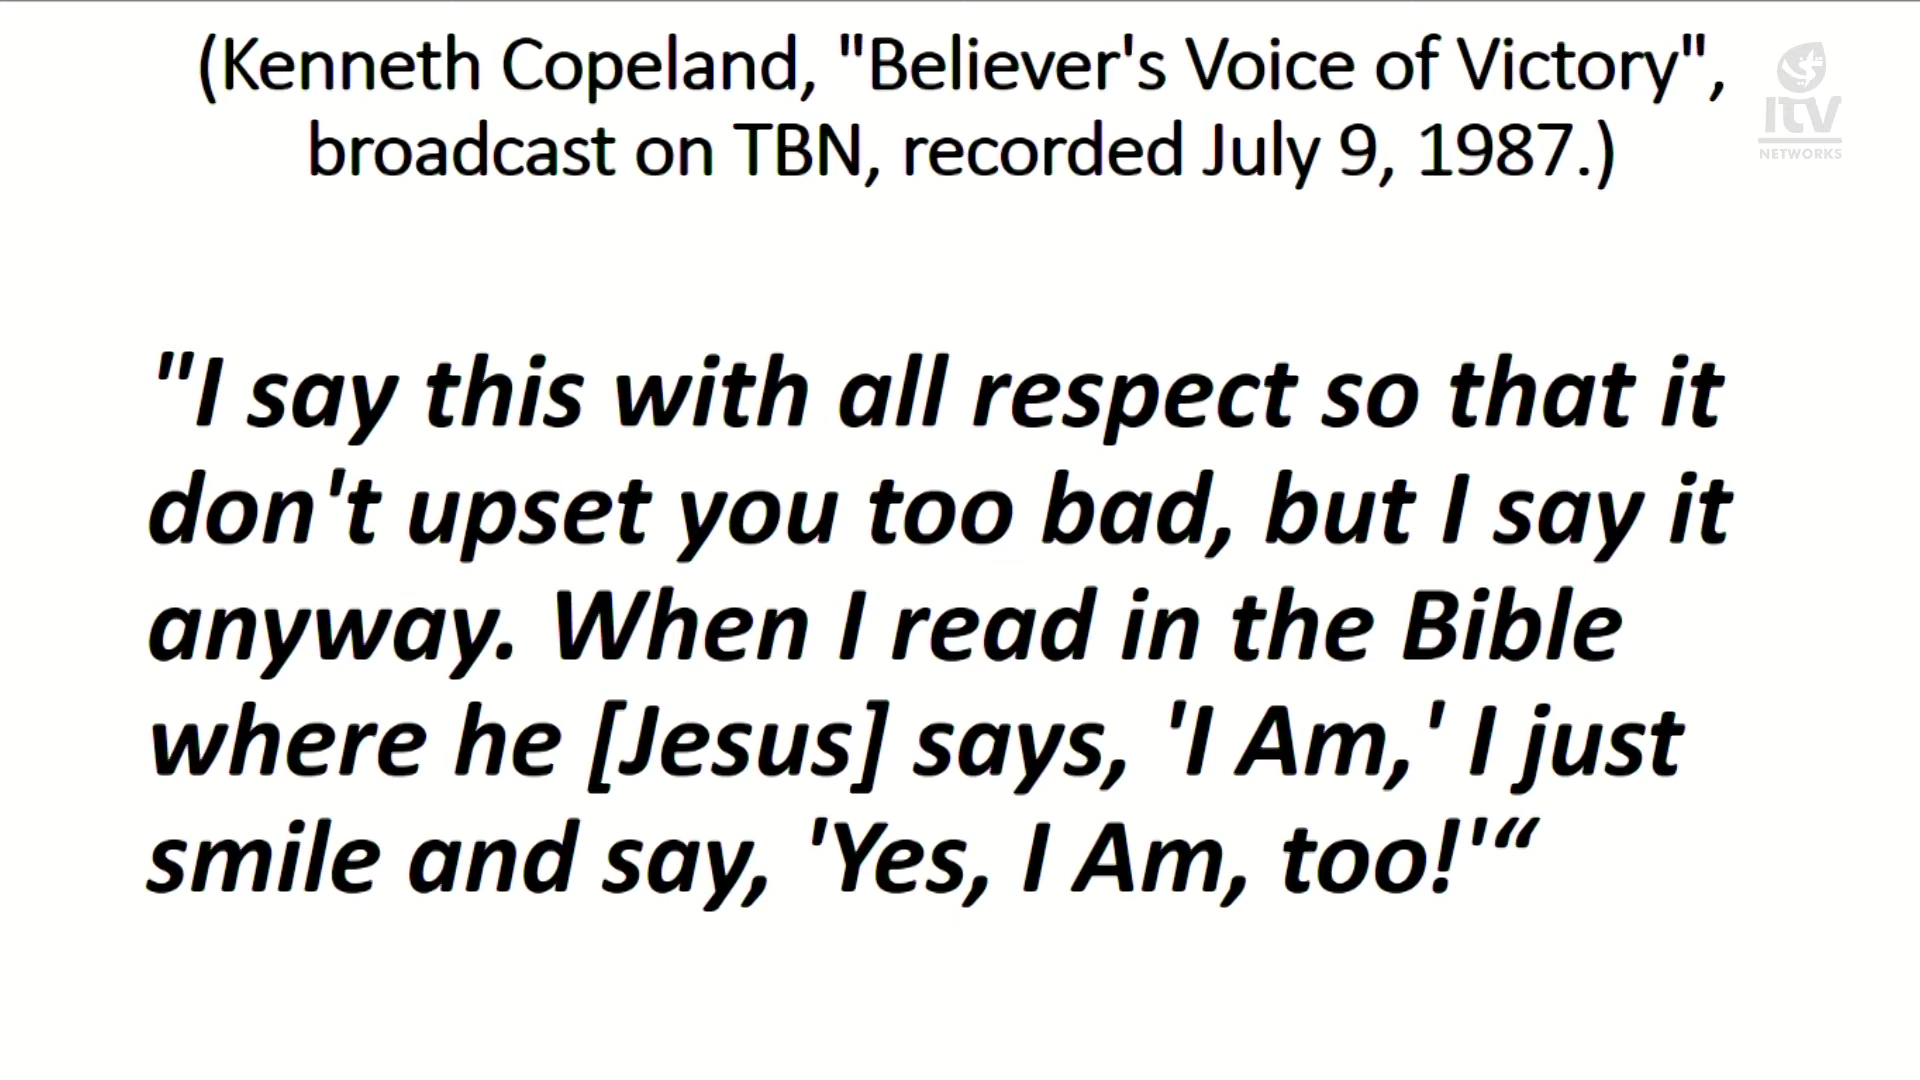 (Kenneth Copeland, "Believer's Voice of Victory",
broadcast on TBN, recorded July 9, 1987.)
itv
NETWORKS
"I say this with all respect so that it
don't upset you too bad, but I say it
anyway. When I read in the Bible
where he [Jesus] says, 'I Am,' I just
smile and say, 'Yes, I Am, too!'“